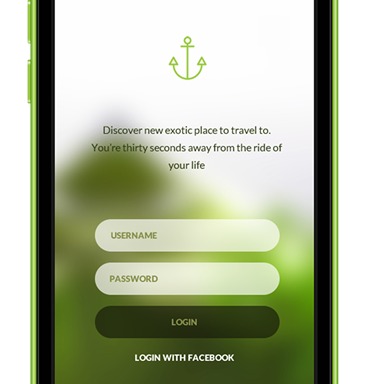 Discover new exotic place to travel to.
You're thirty seconds away from the ride of
your life
USERNAME
PASSWORD
LOGIN
LOGIN WITH FACEBOOK